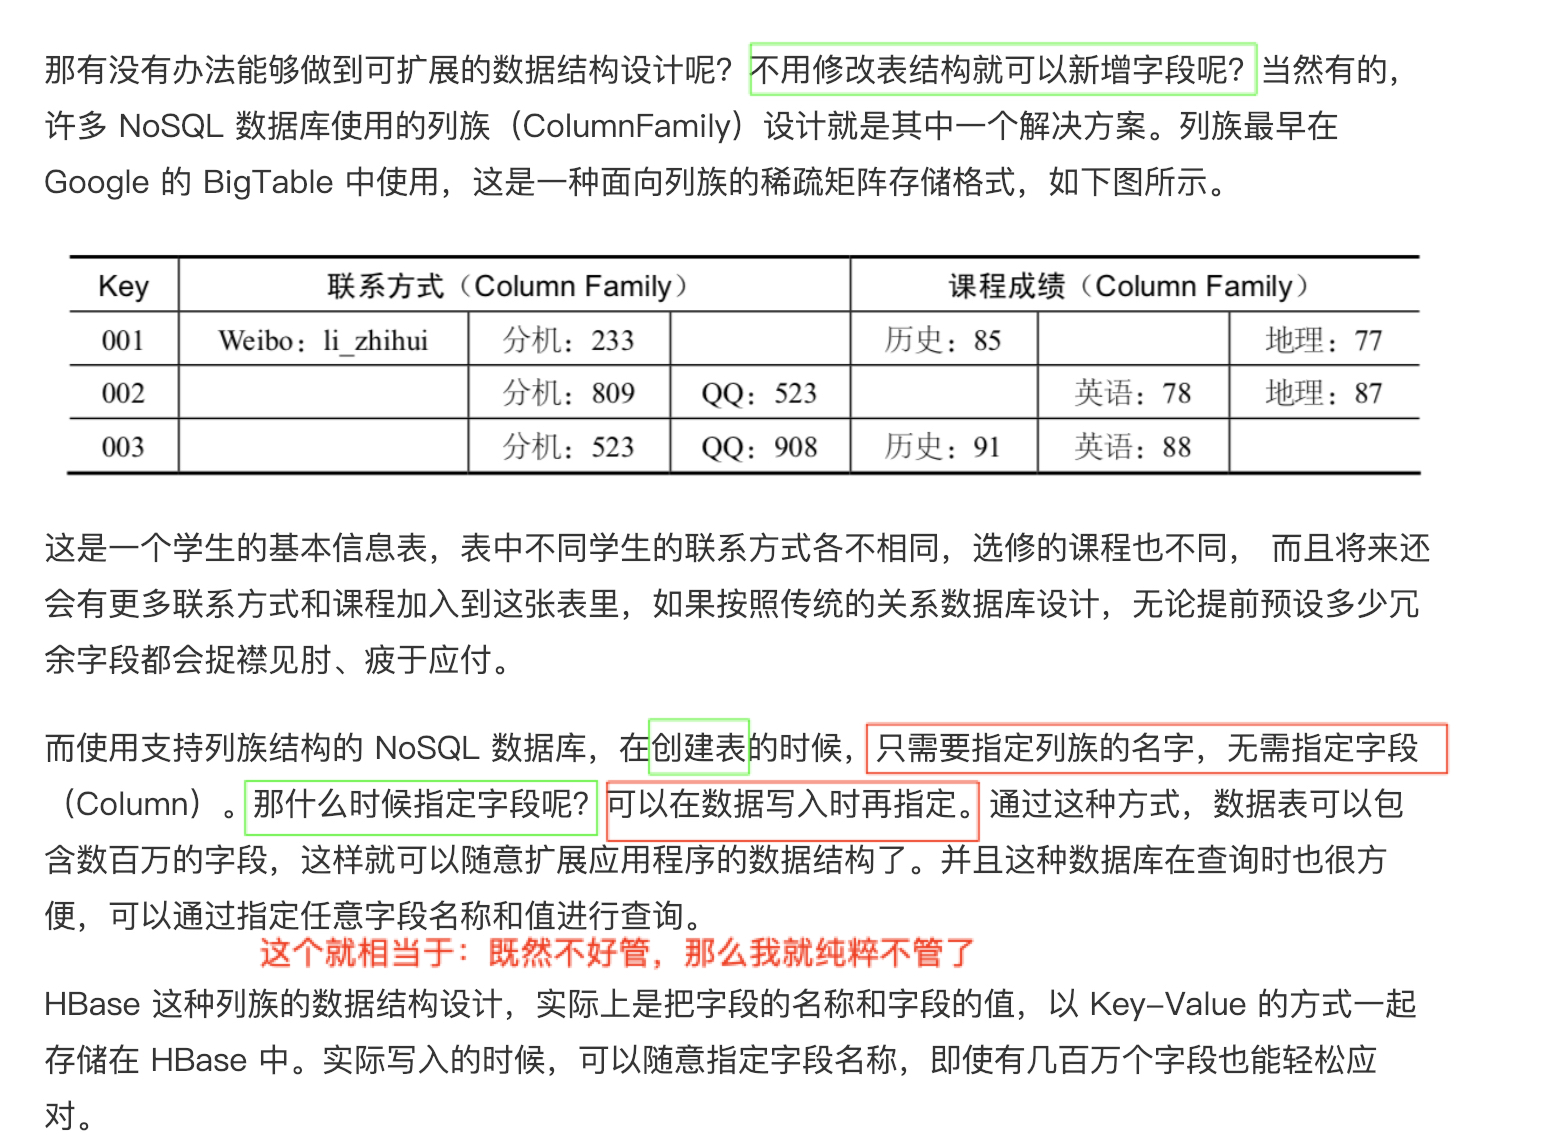 那有没有办法能够做到可扩展的数据结构设计呢？不用修改表结构就可以新增字段呢？当然有的，
许多 NoSQL 数据库使用的列族（ColumnFamily）设计就是其中一个解决方案。列族最早在
Google 的 BigTable 中使用，这是一种面向列族的稀疏矩阵存储格式，如下图所示。
Key 联系方式（Column Family） 课程成绩（Column Family）
001 Weibo：li_zhihui 分机：233 历史：85 地理：77
002 分机：809 QQ：523 英语：78 地理：87
003 分机：523 QQ：908 历史：91 英语：88
这是一个学生的基本信息表，表中不同学生的联系方式各不相同，选修的课程也不同， 而且将来还
会有更多联系方式和课程加入到这张表里，如果按照传统的关系数据库设计，无论提前预设多少冗
余字段都会捉襟见肘、疲于应付。
而使用支持列族结构的 NoSQL 数据库，在创建表的时候，只需要指定列族的名字，无需指定字段
（Column）。那什么时候指定字段呢？可以在数据写入时再指定。通过这种方式，数据表可以包
含数百万的字段，这样就可以随意扩展应用程序的数据结构了。并且这种数据库在查询时也很方
便，可以通过指定任意字段名称和值进行查询。
这个就相当于：既然不好管，那么我就纯粹不管了
HBase 这种列族的数据结构设计，实际上是把字段的名称和字段的值，以 Key-Value 的方式一起
存储在 HBase 中。实际写入的时候，可以随意指定字段名称，即使有几百万个字段也能轻松应
对。